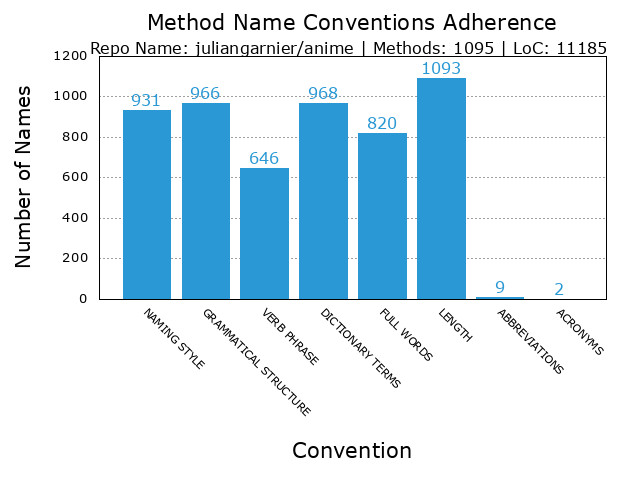 Method Name Conventions Adherence
Repo Name: juliangarnier/anime | Methods: 1095 | LoC: 11185
Number of Names
1200
1000
800
600
400
200
0
931
966
646
968
820
1093
9
2
NAMING STYLE
GRAMMATICAL STRUCTURE
VERB PHRASE
DICTIONARY TERMS
FULL WORDS
LENGTH
ABBREVIATIONS
ACRONYMS
Convention